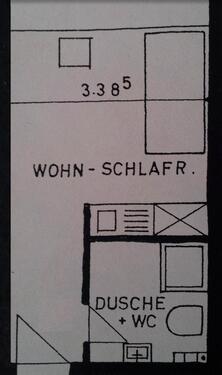 3.38⁵
WOHN-SCHLAFR.
DUSCHE
+ WC